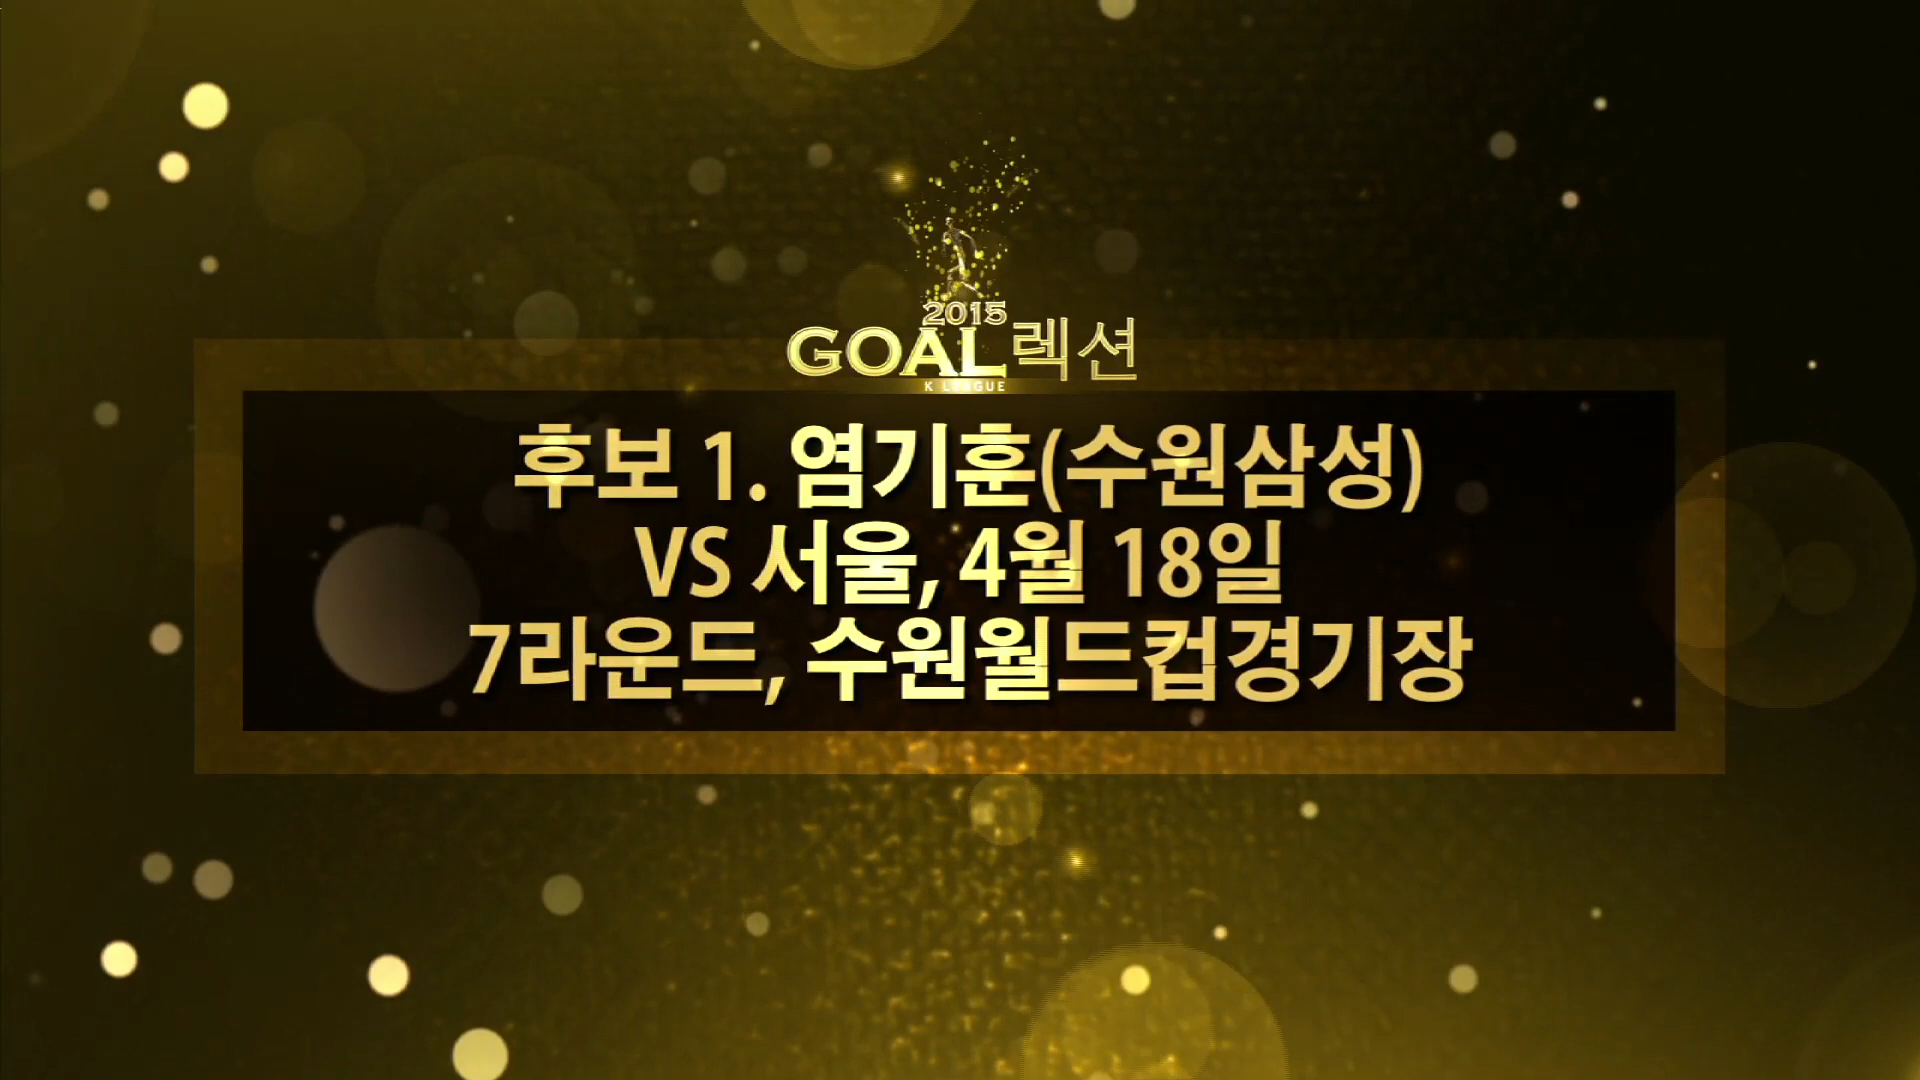 2015
GOAL렉션
K LEAGUE
후보 1. 염기훈(수원삼성)
VS 서울, 4월 18일
7라운드, 수원월드컵경기장